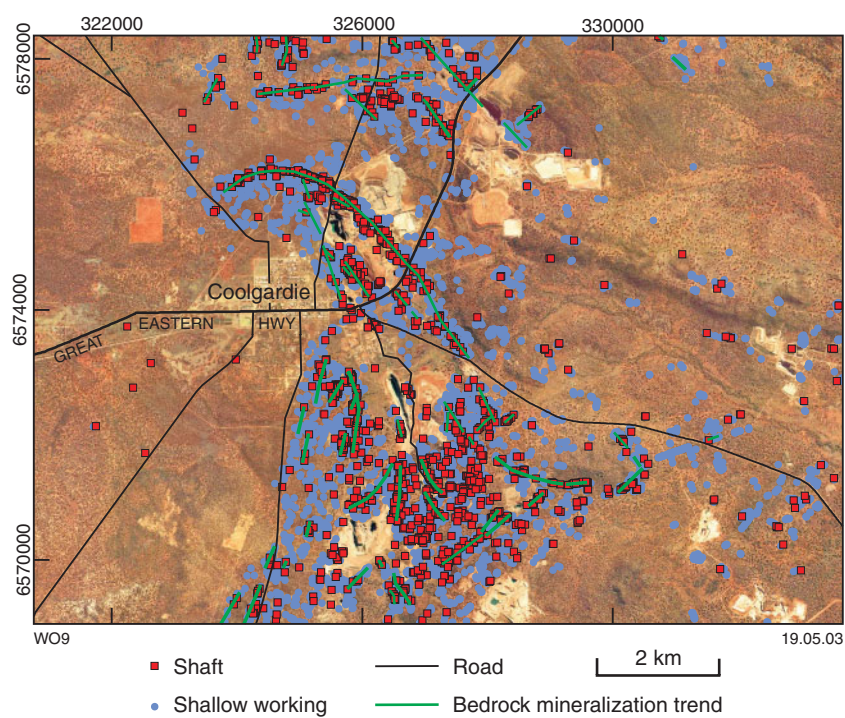 322000 326000 330000
6578000
6574000
6570000
Coolgardie
GREAT EASTERN HWY
WO9 19.05.03
Shaft Road 2 km
Shallow working Bedrock mineralization trend